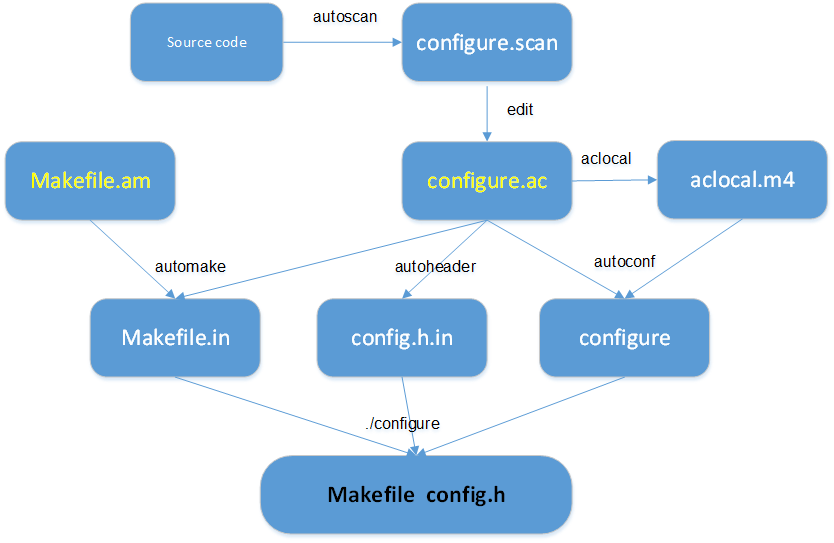 autoscan
Source code
configure.scan
edit
Makefile.am
configure.ac
aclocal
aclocal.m4
automake
autoheader
autoconf
Makefile.in
config.h.in
configure
./configure
Makefile config.h